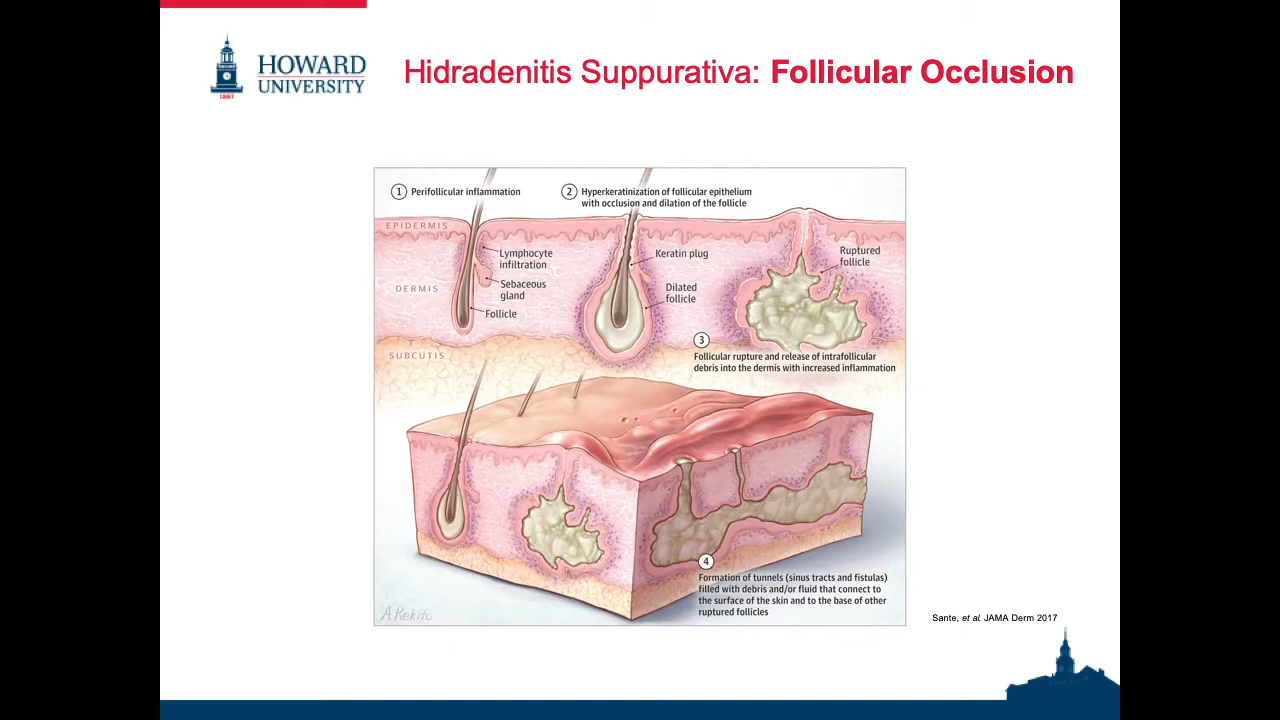 HOWARD
UNIVERSITY
Hidradenitis Suppurativa: Follicular Occlusion
1 Perifollicular inflammation
2 Hyperkeratinization of follicular epithelium
with occlusion and dilation of the follicle
EPIDERMIS
Lymphocyte
infiltration
Keratin plug
Ruptured
follicle
DERMIS
Sebaceous
gland
Dilated
follicle
Follicle
SUBCUTIS
3
Follicular rupture and release of intrafollicular
debris into the dermis with increased inflammation
4
Formation of tunnels (sinus tracts and fistulas)
filled with debris and/or fluid that connect to
the surface of the skin and to the base of other
ruptured follicles
A.Rekito
Sante, et al. JAMA Derm 2017